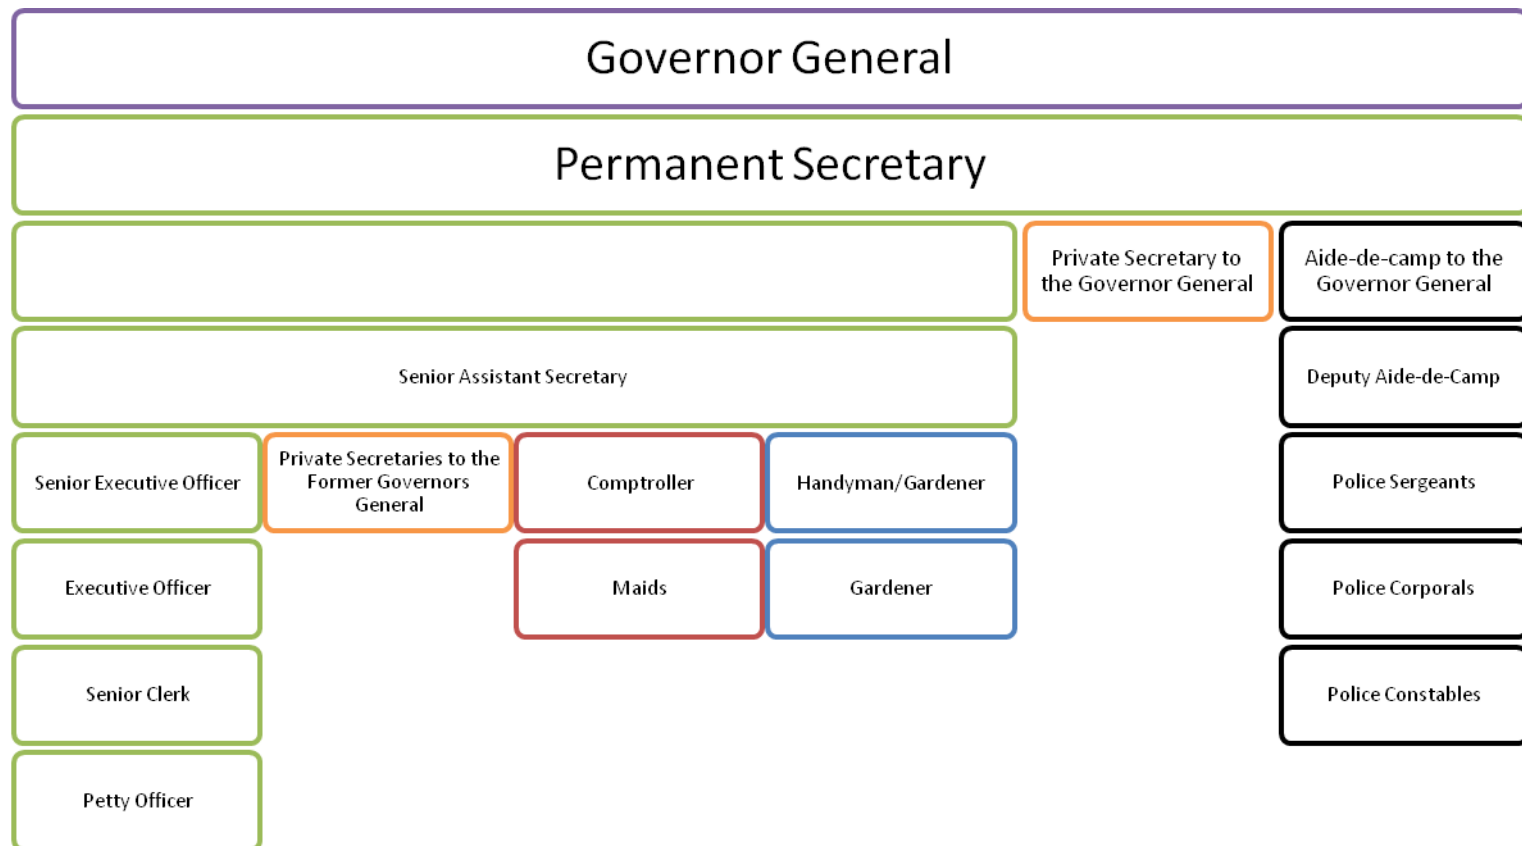 Governor General
Permanent Secretary
Private Secretary to
the Governor General
Aide-de-camp to the
Governor General
Senior Assistant Secretary
Deputy Aide-de-Camp
Senior Executive Officer
Private Secretaries to the
Former Governors
General
Comptroller
Handyman/Gardener
Police Sergeants
Executive Officer
Maids
Gardener
Police Corporals
Senior Clerk
Police Constables
Petty Officer